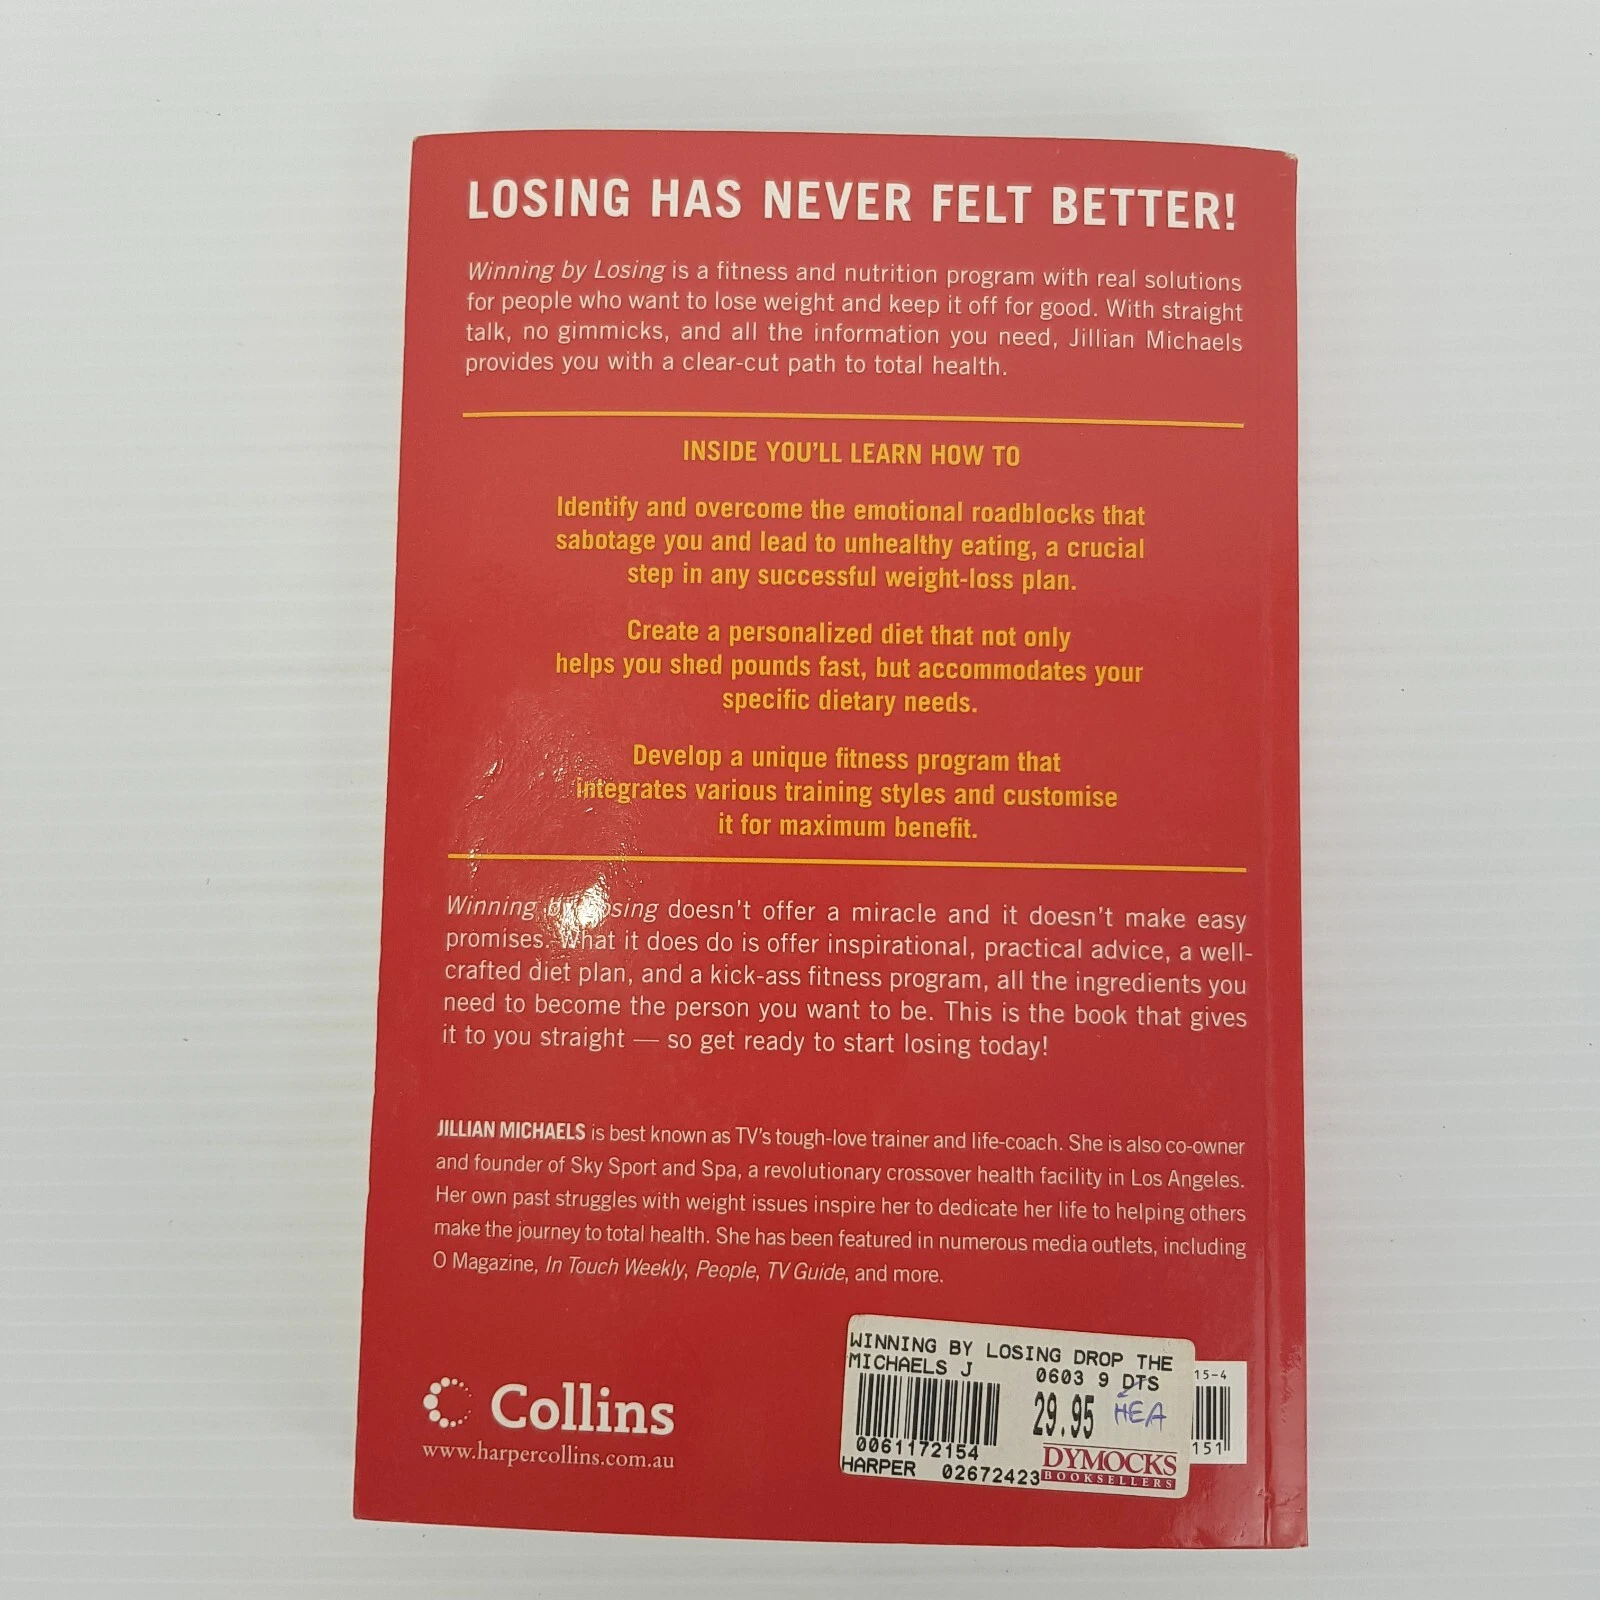 LOSING HAS NEVER FELT BETTER!
Winning by Losing is a fitness and nutrition program with real solutions
for people who want to lose weight and keep it off for good. With straight
talk, no gimmicks, and all the information you need, Jillian Michaels
provides you with a clear-cut path to total health.
INSIDE YOU'LL LEARN HOW TO
Identify and overcome the emotional roadblocks that
sabotage you and lead to unhealthy eating, a crucial
step in any successful weight-loss plan.
Create a personalized diet that not only
helps you shed pounds fast, but accommodates your
specific dietary needs.
Develop a unique fitness program that
integrates various training styles and customise
it for maximum benefit.
Winning by Losing doesn't offer a miracle and it doesn't make easy
promises. What it does do is offer inspirational, practical advice, a well-
crafted diet plan, and a kick-ass fitness program, all the ingredients you
need to become the person you want to be. This is the book that gives
it to you straight — so get ready to start losing today!
JILLIAN MICHAELS is best known as TV's tough-love trainer and life-coach. She is also co-owner
and founder of Sky Sport and Spa, a revolutionary crossover health facility in Los Angeles.
Her own past struggles with weight issues inspire her to dedicate her life to helping others
make the journey to total health. She has been featured in numerous media outlets, including
O Magazine, In Touch Weekly, People, TV Guide, and more.
Collins
www.harpercollins.com.au
WINNING BY LOSING DROP THE
MICHAELS J 0603 9 DTS
29.95 HEA
0061172154
HARPER 02672423
DYMOCKS
BOOKSELLERS
15-4
151